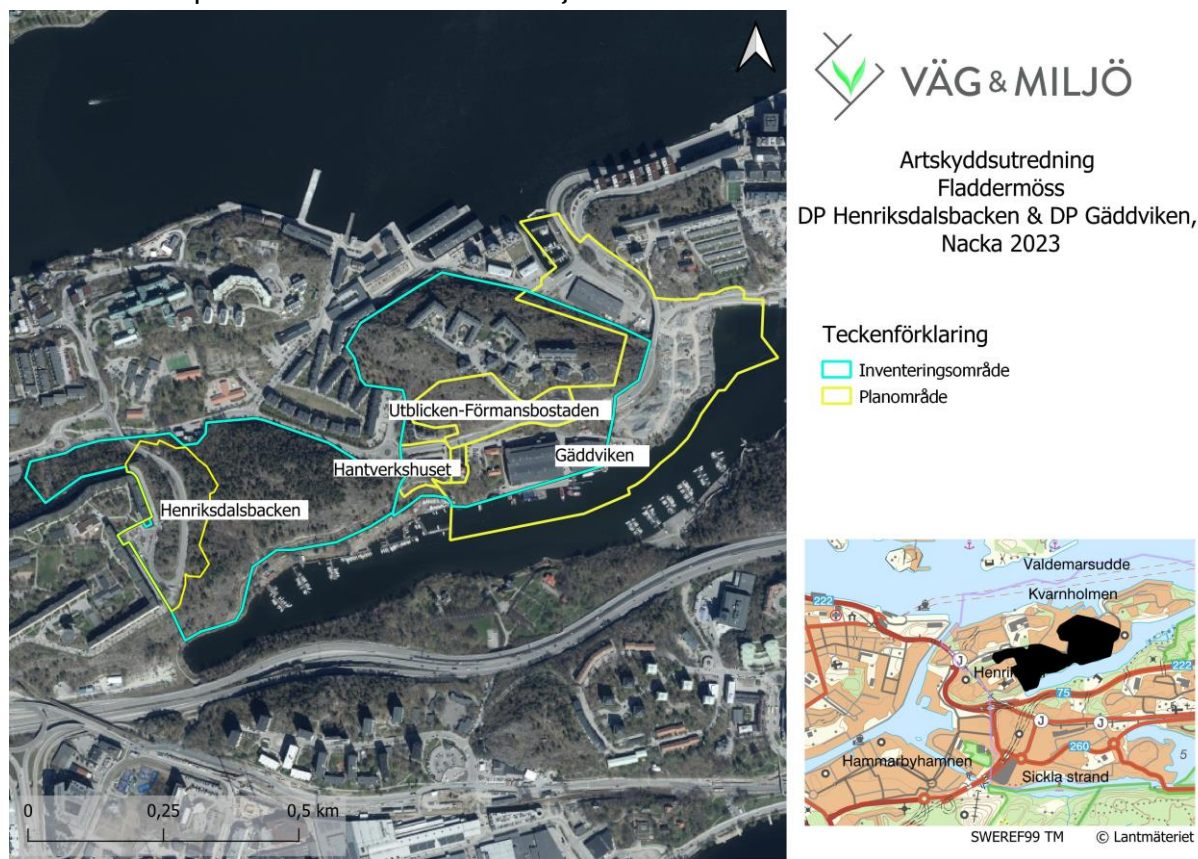 VÄG & MILJÖ
Artskyddsutredning
Fladdermöss
DP Henriksdalsbacken & DP Gäddviken,
Nacka 2023
Teckenförklaring
Inventeringsområde
Planområde
Utblicken-Förmansbostaden
Gäddviken
Hantverkshuset
Henriksdalsbacken
0 0,25 0,5 km
Valdemarsudde
Kvarnholmen
222
J
222
75
J
J
260
Hammarbyhamnen
Sickla strand
5
SWEREF99 TM © Lantmäteriet